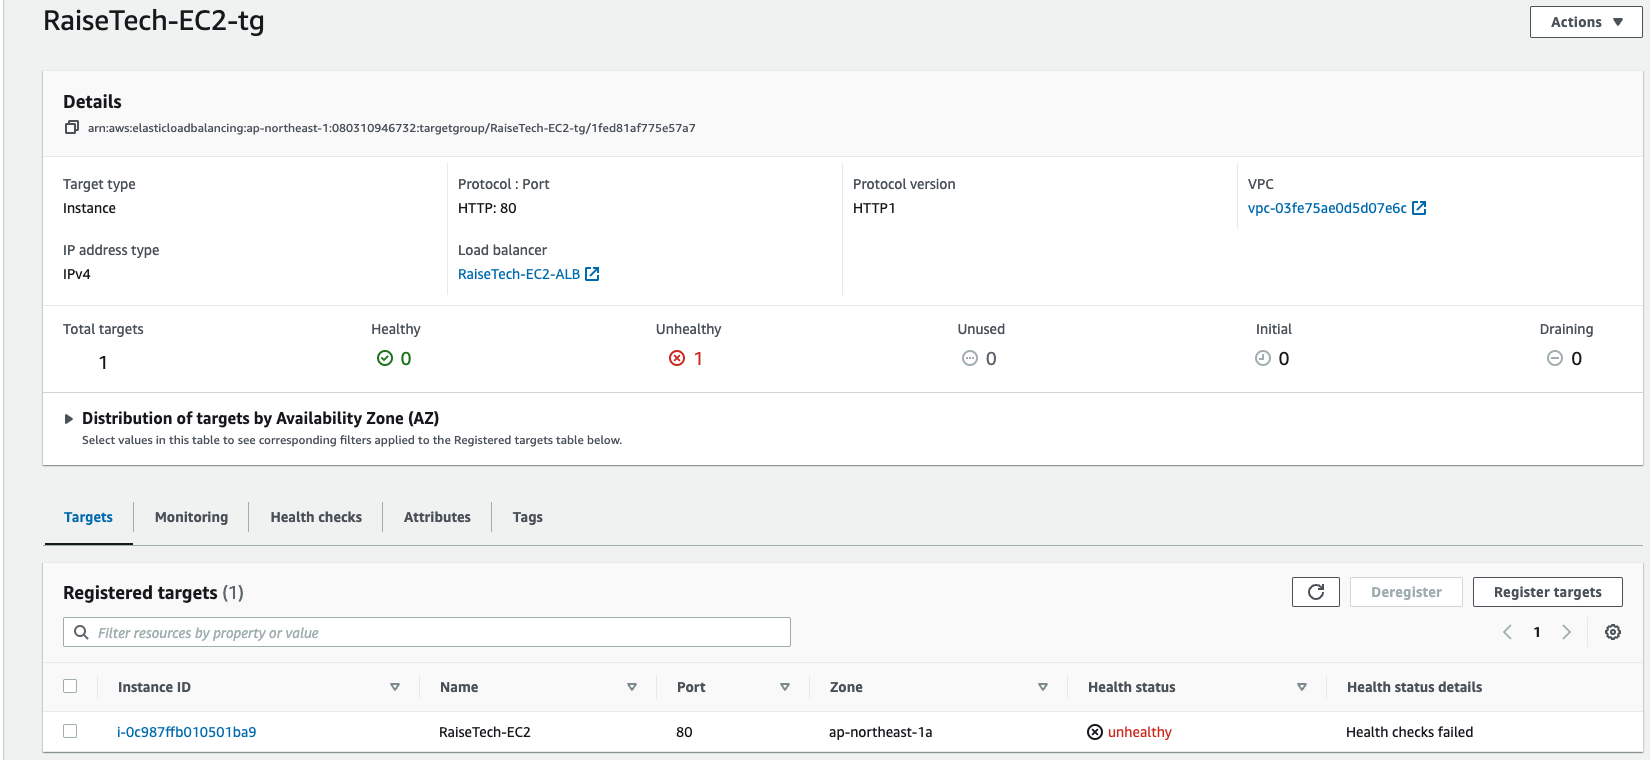 RaiseTech-EC2-tg
Actions
Details
arn:aws:elasticloadbalancing:ap-northeast-1:080310946732:targetgroup/RaiseTech-EC2-tg/1fed81af775e57a7
Target type
Instance
Protocol : Port
HTTP: 80
Protocol version
HTTP1
VPC
vpc-03fe75ae0d5d07e6c
IP address type
IPv4
Load balancer
RaiseTech-EC2-ALB
Total targets
1
Healthy
0
Unhealthy
1
Unused
0
Initial
0
Draining
0
Distribution of targets by Availability Zone (AZ)
Select values in this table to see corresponding filters applied to the Registered targets table below.
Targets Monitoring Health checks Attributes Tags
Registered targets (1)
Deregister
Register targets
Filter resources by property or value
1
Instance ID Name Port Zone Health status Health status details
i-0c987ffb010501ba9 RaiseTech-EC2 80 ap-northeast-1a unhealthy Health checks failed